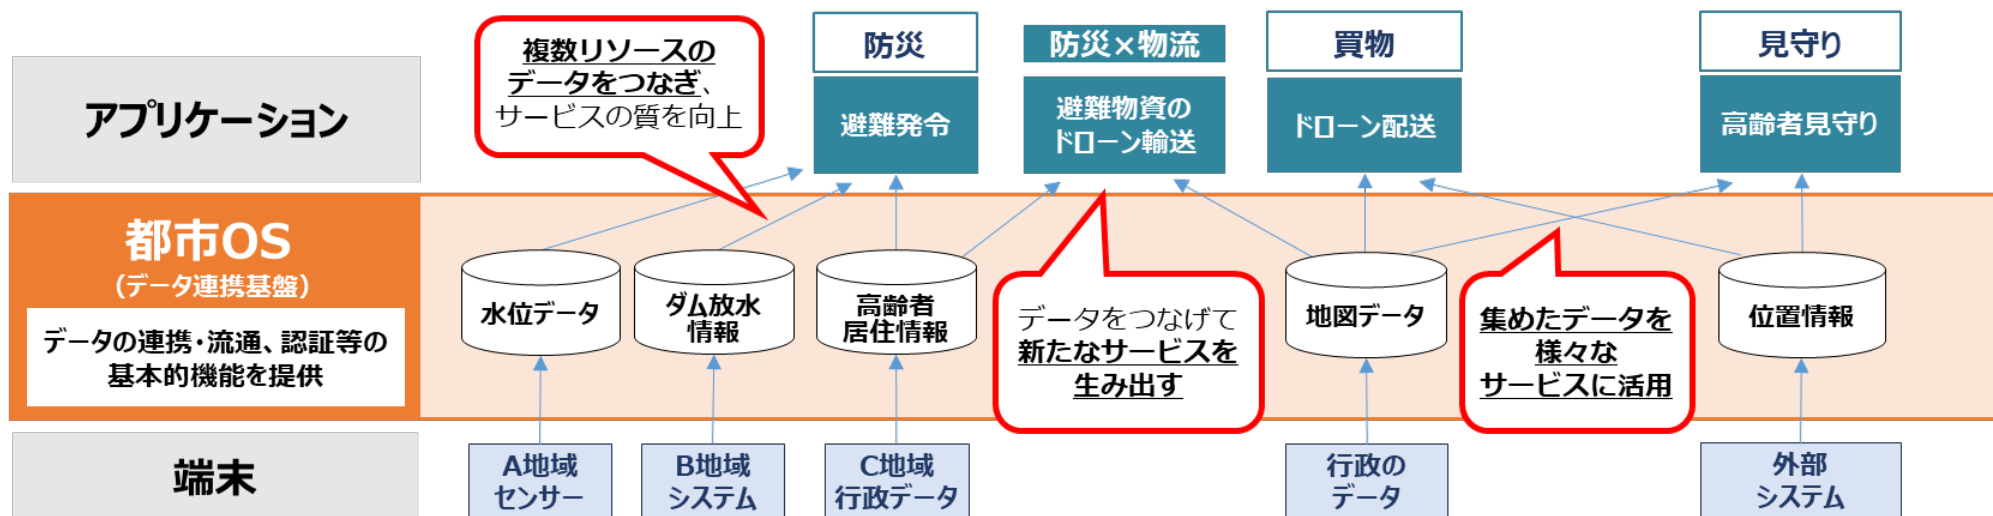 アプリケーション
複数リソースの
データをつなぎ、
サービスの質を向上
防災
避難発令
防災×物流
避難物資の
ドローン輸送
買物
ドローン配送
見守り
高齢者見守り
都市OS
(データ連携基盤)
データの連携・流通、認証等の
基本的機能を提供
水位データ
ダム放水
情報
高齢者
居住情報
データをつなげて
新たなサービスを
生み出す
地図データ
集めたデータを
様々な
サービスに活用
位置情報
端末
A地域
センサー
B地域
システム
C地域
行政データ
行政の
データ
外部
システム